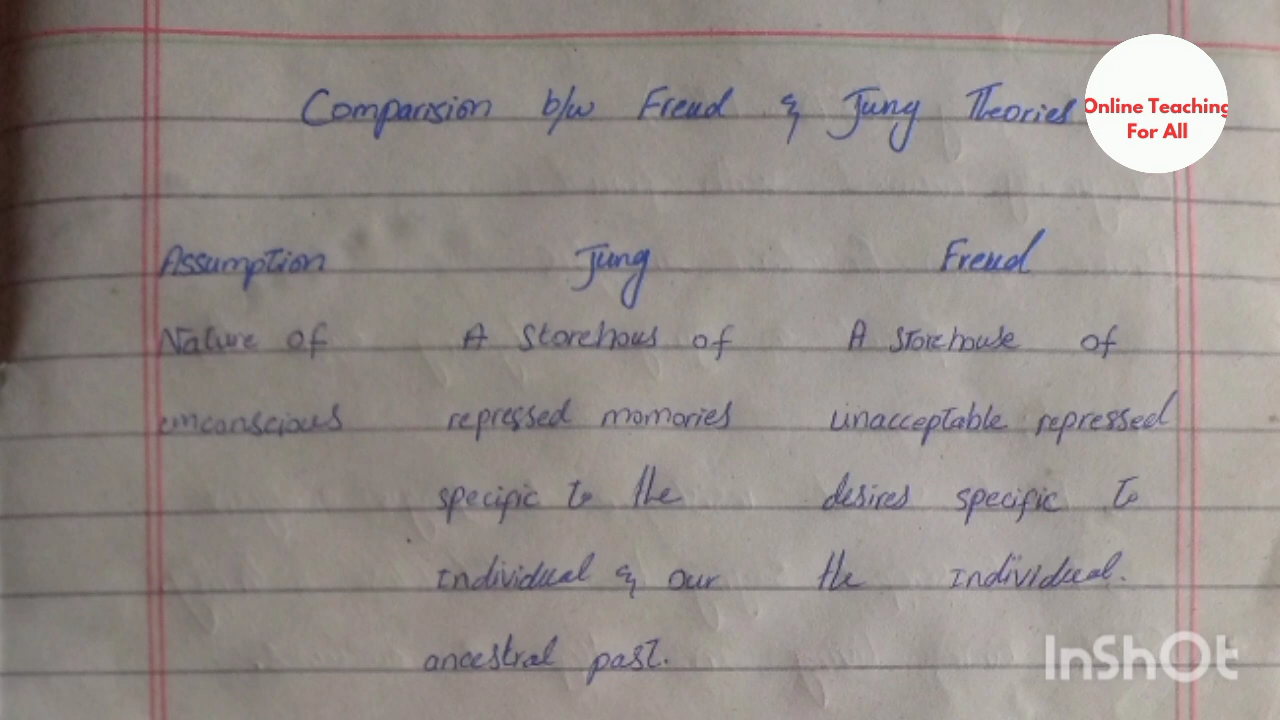 Comparision b/w Freud & Jung Theories
Online Teaching
For All
Assumption Jung Freud
Nature of A Storehous of A Storehouse of
unconscious repressed momories unacceptable repressed
specific to the desires specific to
individual & our the individual.
ancestral past.
InShOt